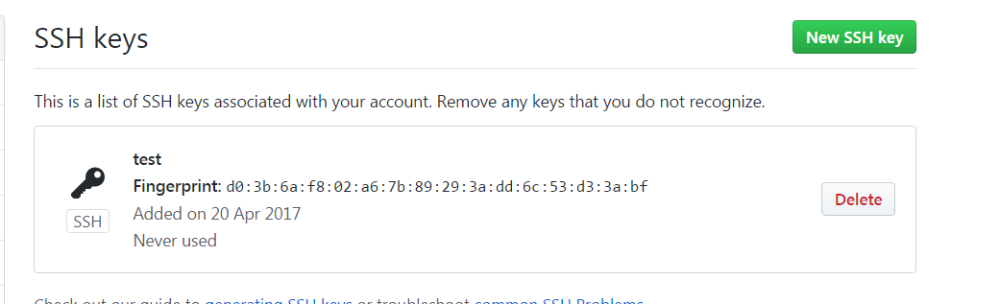 SSH keys
New SSH key
This is a list of SSH keys associated with your account. Remove any keys that you do not recognize.
test
Fingerprint: d0:3b:6a:f8:02:a6:7b:89:29:3a:dd:6c:53:d3:3a:bf
Added on 20 Apr 2017
Never used
SSH
Delete
Check out our guide to generating SSH keys or troubleshoot common SSH Problems